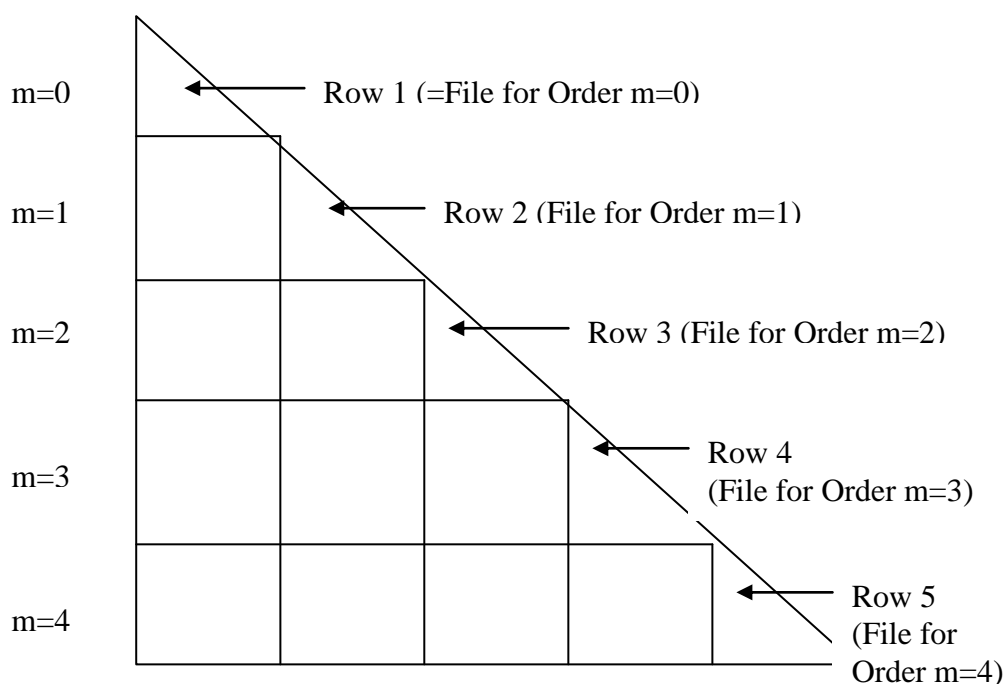 m=0
Row 1 (=File for Order m=0)
m=1
Row 2 (File for Order m=1)
m=2
Row 3 (File for Order m=2)
m=3
Row 4
(File for Order m=3)
m=4
Row 5
(File for
Order m=4)